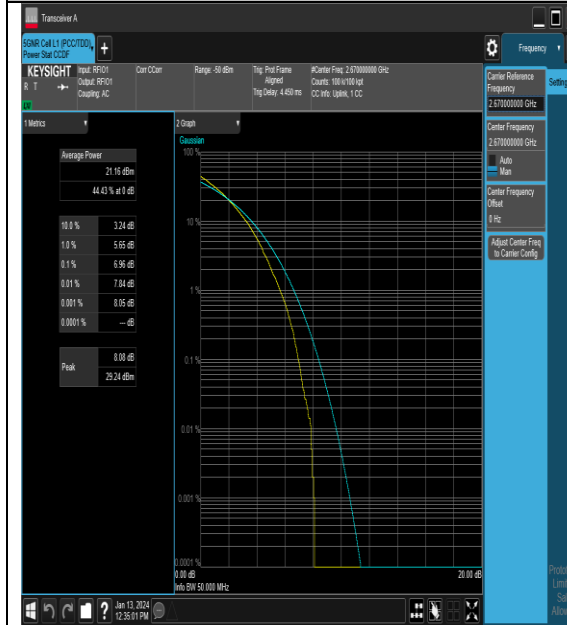 Transceiver A
5GNR Cell L1 (PCC/TDD)
Power Stat CCDF
+
Frequency
KEYSIGHT
R T
LV
Input: RFIO1
Output: RFIO1
Coupling: AC
Corr CCorr
Range: -50 dBm
Trig: Prot Frame
Aligned
Trig Delay: 4.450 ms
#Center Freq: 2.670000000 GHz
Counts: 100 k/100 kpt
CC Info: Uplink, 1 CC
Carrier Reference
Frequency
2.670000000 GHz
Setting
Center Frequency
2.670000000 GHz
Auto
Man
Center Frequency
Offset
0 Hz
Adjust Center Freq
to Carrier Config
1 Metrics
Average Power
21.16 dBm
44.43 % at 0 dB
10.0 % 3.24 dB
1.0 % 5.65 dB
0.1 % 6.96 dB
0.01 % 7.84 dB
0.001 % 8.05 dB
0.0001 % --- dB
Peak
8.08 dB
29.24 dBm
2 Graph
Gaussian
100 %
10 %
1 %
0.1 %
0.01 %
0.001 %
0.0001 %
0.00 dB
20.00 dB
Info BW 50.000 MHz
Jan 13, 2024
12:35:01 PM
?
Limit
Allow